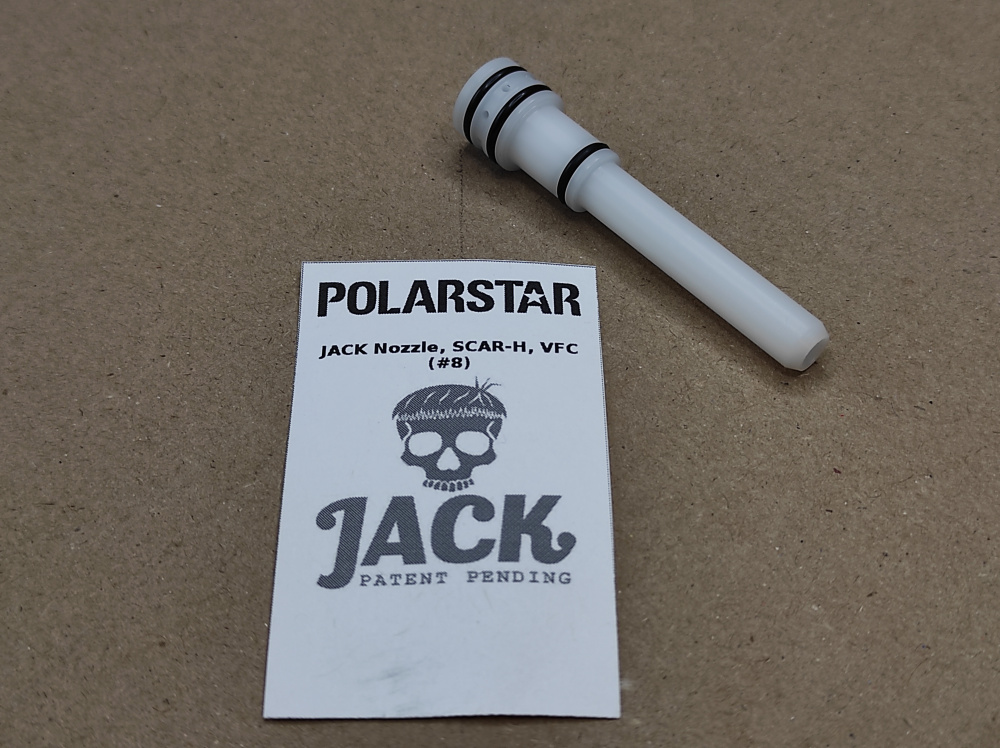 POLARSTAR
JACK Nozzle, SCAR-H, VFC
(#8)
JACK
PATENT PENDING